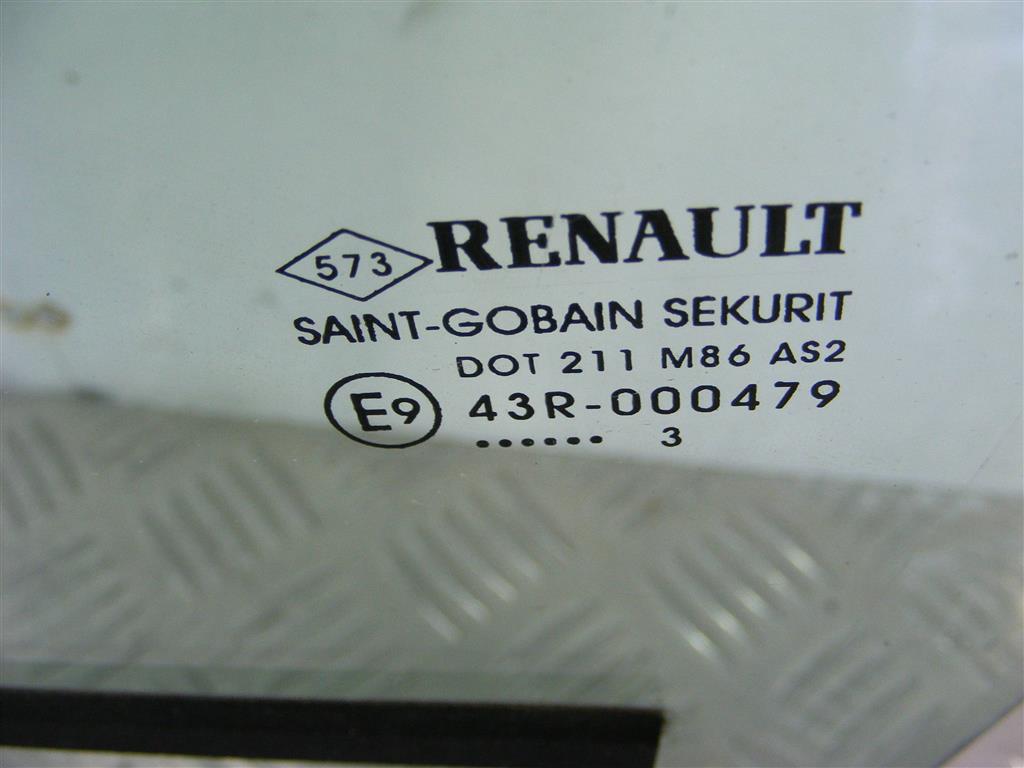 573 RENAULT
SAINT-GOBAIN SEKURIT
DOT 211 M86 AS2
E9 43R-000479
...... 3